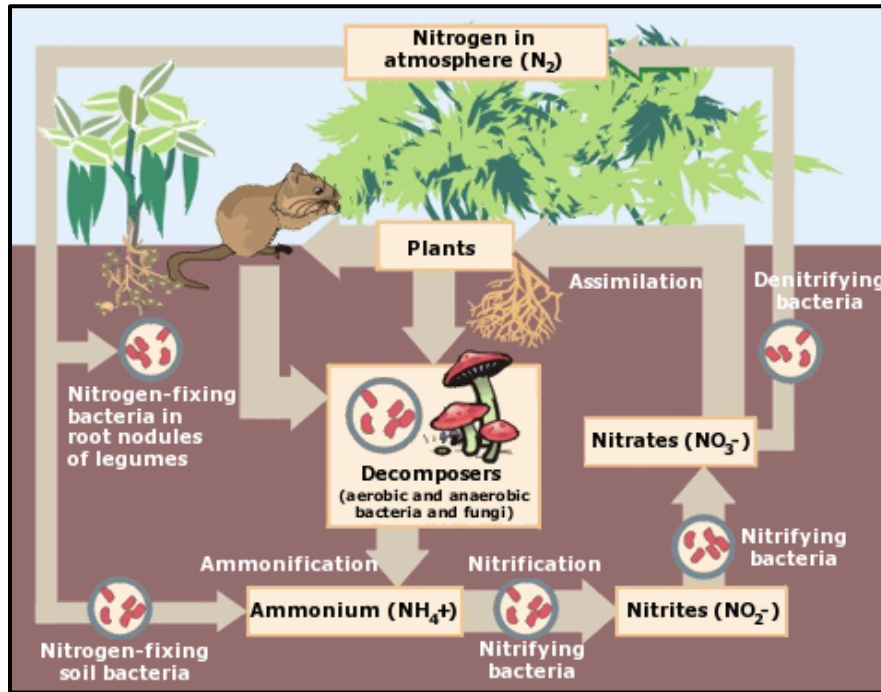 Nitrogen in
atmosphere (N₂)
Plants
Assimilation
Denitrifying
bacteria
Nitrogen-fixing
bacteria in
root nodules
of legumes
Decomposers
(aerobic and anaerobic
bacteria and fungi)
Nitrates (NO₃-)
Nitrifying
bacteria
Ammonification
Nitrification
Ammonium (NH₄+)
Nitrites (NO₂-)
Nitrogen-fixing
soil bacteria
Nitrifying
bacteria